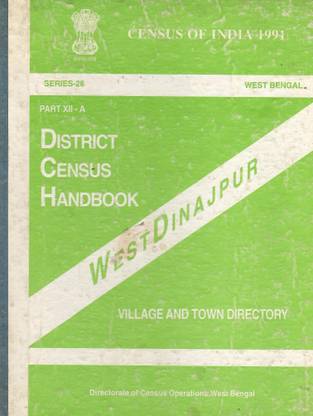 CENSUS OF INDIA 1991
SERIES-26
WEST BENGAL
PART XII - A
DISTRICT
CENSUS
HANDBOOK
WEST DINAJPUR
VILLAGE AND TOWN DIRECTORY
Directorate of Census Operations, West Bengal